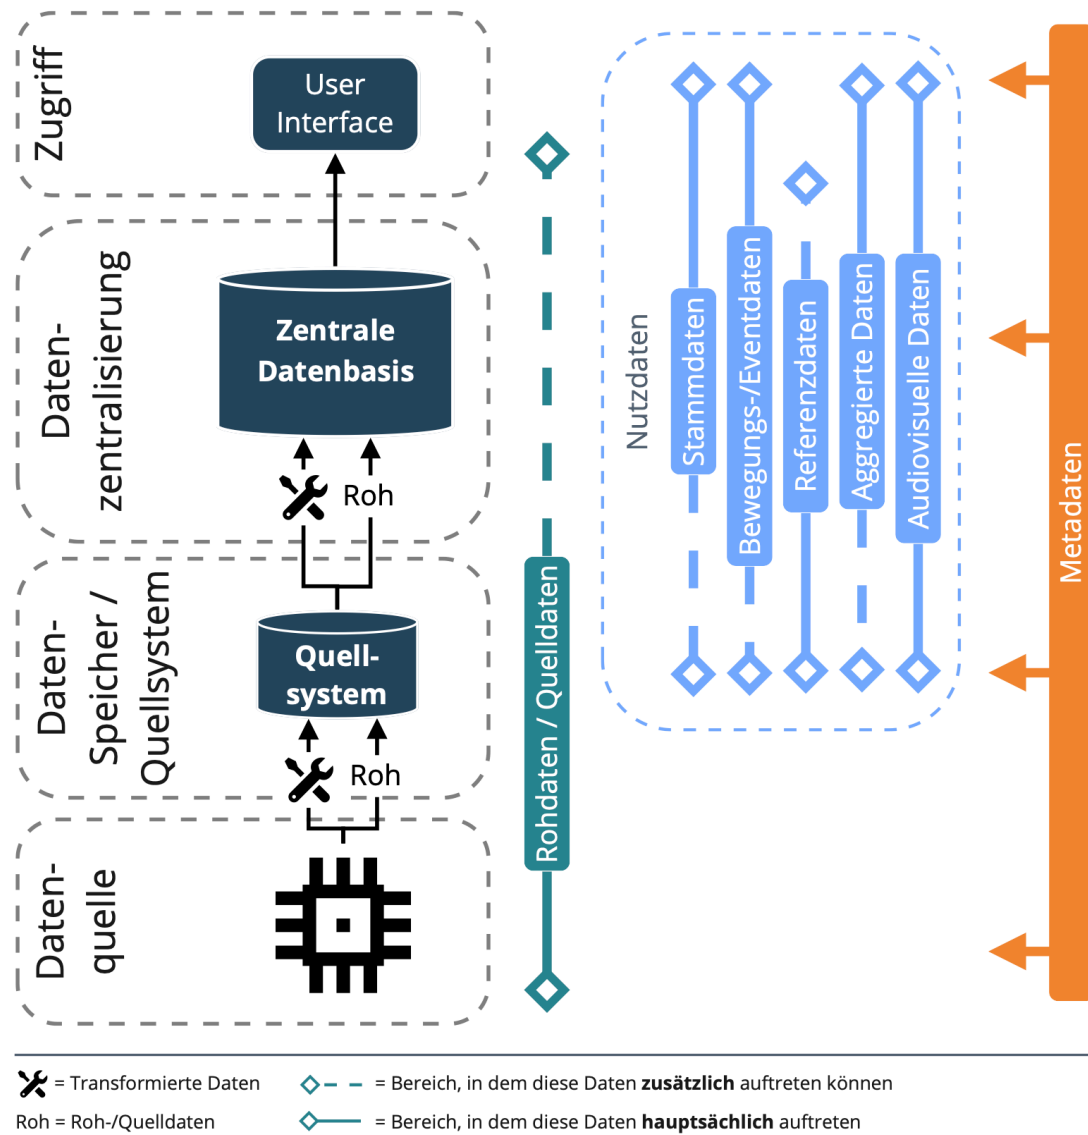 Zugriff
User
Interface
Daten-
zentralisierung
Zentrale
Datenbasis
Roh
Daten-
Speicher /
Quellsystem
Quell-
system
Roh
Daten-
quelle
Rohdaten / Quelldaten
Nutzdaten
Stammdaten
Bewegungs-/Eventdaten
Referenzdaten
Aggregierte Daten
Audiovisuelle Daten
Metadaten
= Transformierte Daten
= Bereich, in dem diese Daten zusätzlich auftreten können
Roh = Roh-/Quelldaten
= Bereich, in dem diese Daten hauptsächlich auftreten